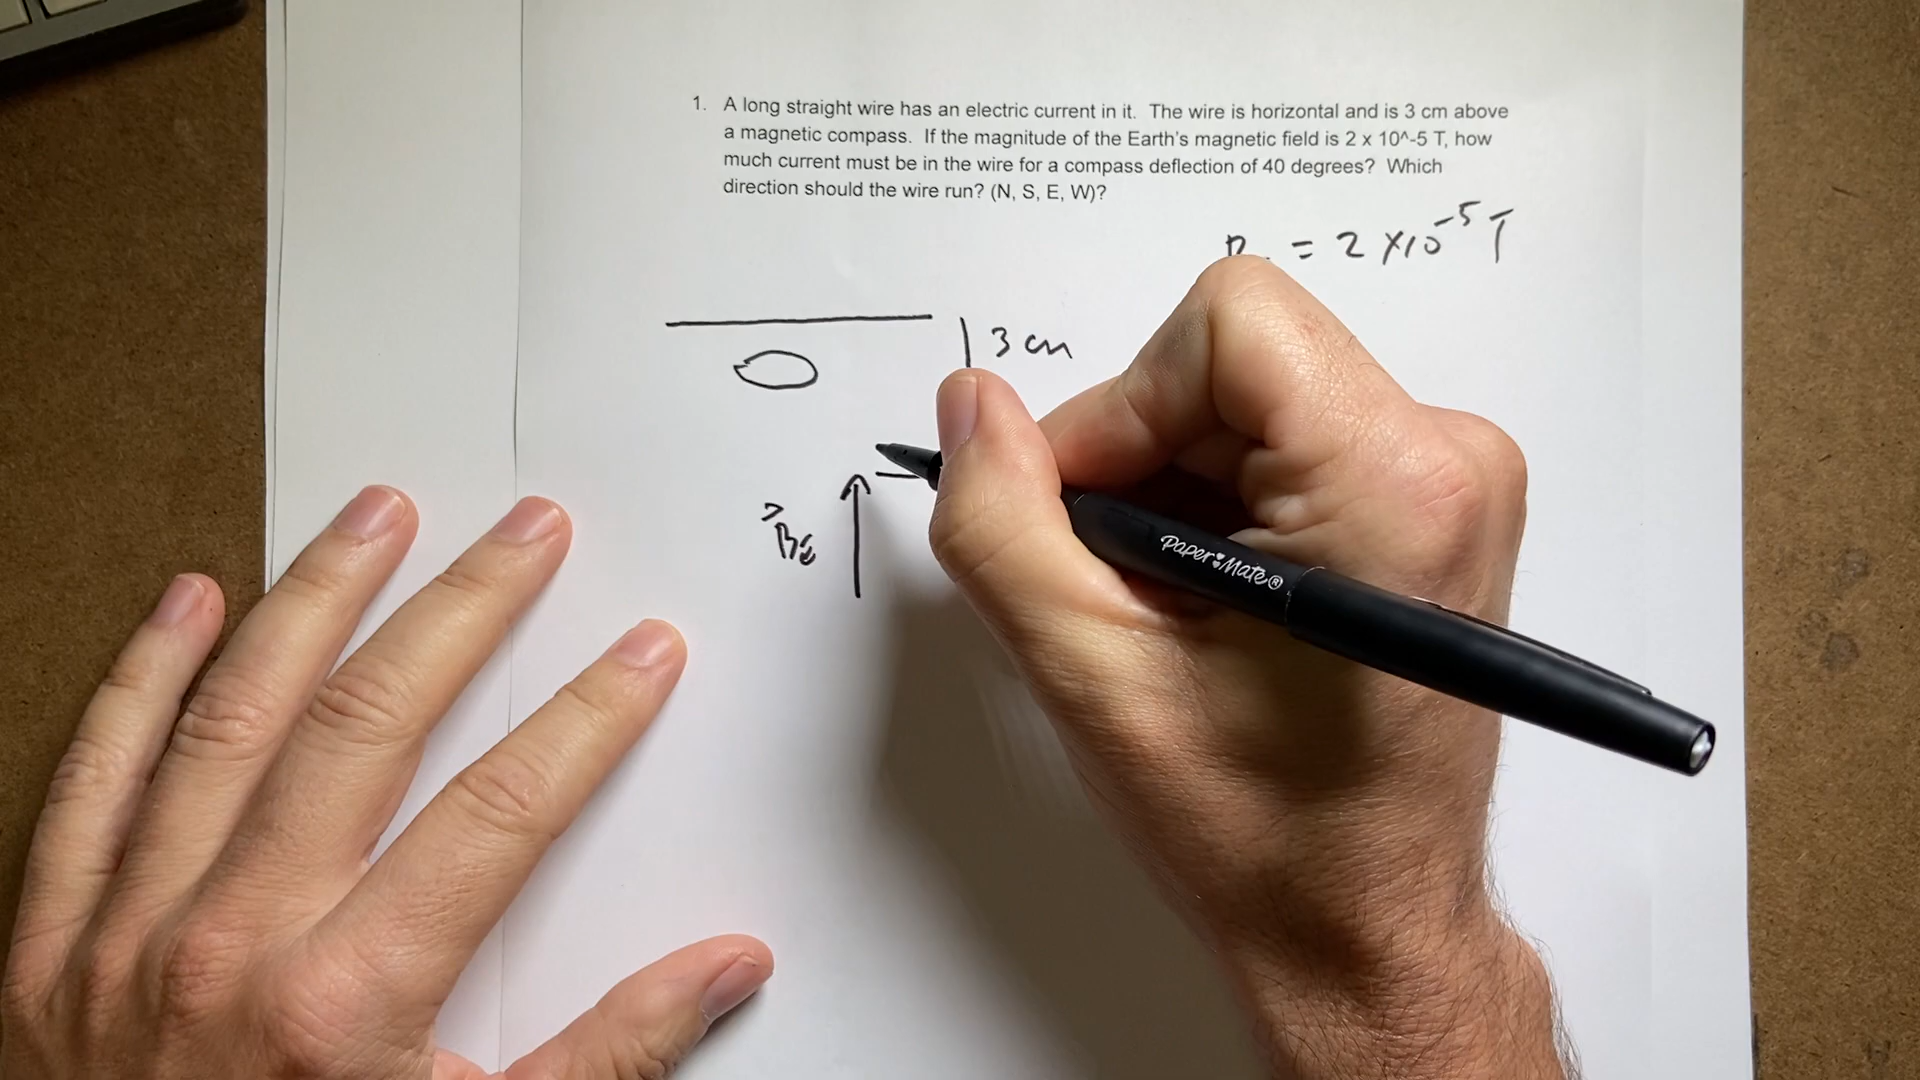 1. A long straight wire has an electric current in it. The wire is horizontal and is 3 cm above
a magnetic compass. If the magnitude of the Earth's magnetic field is 2 x 10^-5 T, how
much current must be in the wire for a compass deflection of 40 degrees? Which
direction should the wire run? (N, S, E, W)?
= 2 ×10⁻⁵ T
3 cm
B⃗E
Paper Mate®